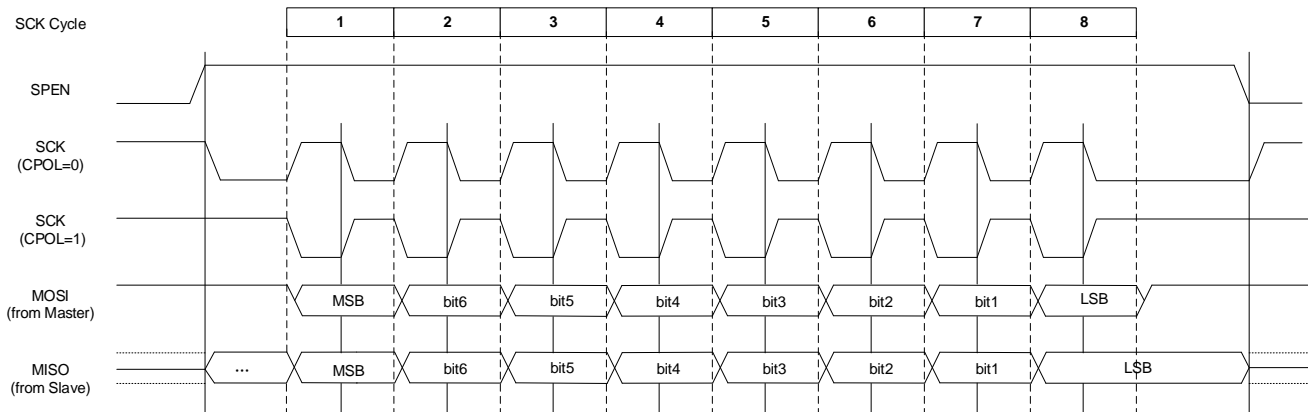 SCK Cycle 1 2 3 4 5 6 7 8
SPEN
SCK
(CPOL=0)
SCK
(CPOL=1)
MOSI
(from Master)
MSB bit6 bit5 bit4 bit3 bit2 bit1 LSB
MISO
(from Slave)
... MSB bit6 bit5 bit4 bit3 bit2 bit1 LSB